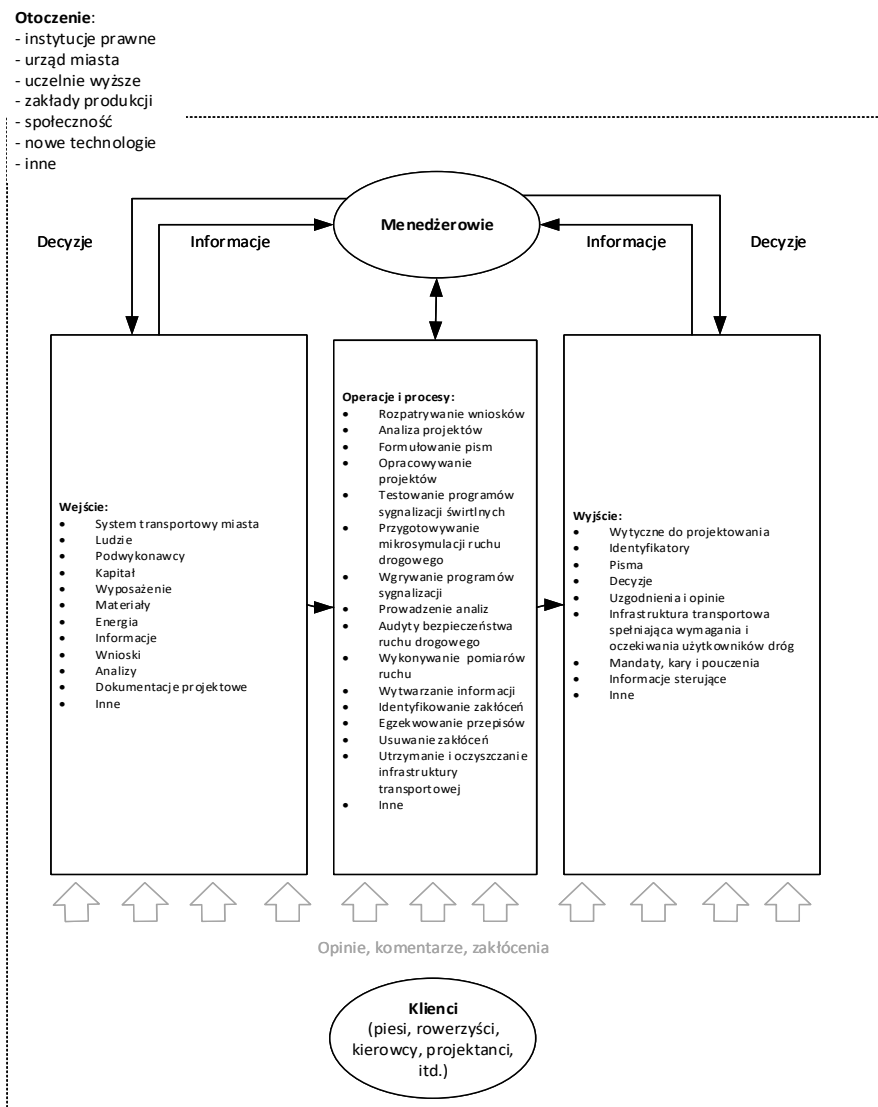 Otoczenie:
- instytucje prawne
- urząd miasta
- uczelnie wyższe
- zakłady produkcji
- społeczność
- nowe technologie
- inne
Menedżerowie
Decyzje
Informacje
Informacje
Decyzje
Wejście:
• System transportowy miasta
• Ludzie
• Podwykonawcy
• Kapitał
• Wyposażenie
• Materiały
• Energia
• Informacje
• Wnioski
• Analizy
• Dokumentacje projektowe
• Inne
Operacje i procesy:
• Rozpatrywanie wniosków
• Analiza projektów
• Formułowanie pism
• Opracowywanie
projektów
• Testowanie programów
sygnalizacji świrtlnych
• Przygotowywanie
mikrosymulacji ruchu
drogowego
• Wgrywanie programów
sygnalizacji
• Prowadzenie analiz
• Audyty bezpieczeństwa
ruchu drogowego
• Wykonywanie pomiarów
ruchu
• Wytwarzanie informacji
• Identyfikowanie zakłóceń
• Egzekwowanie przepisów
• Usuwanie zakłóceń
• Utrzymanie i oczyszczanie
infrastruktury
transportowej
• Inne
Wyjście:
• Wytyczne do projektowania
• Identyfikatory
• Pisma
• Decyzje
• Uzgodnienia i opinie
• Infrastruktura transportowa
spełniająca wymagania i
oczekiwania użytkowników dróg
• Mandaty, kary i pouczenia
• Informacje sterujące
• Inne
Opinie, komentarze, zakłócenia
Klienci
(piesi, rowerzyści,
kierowcy, projektanci,
itd.)